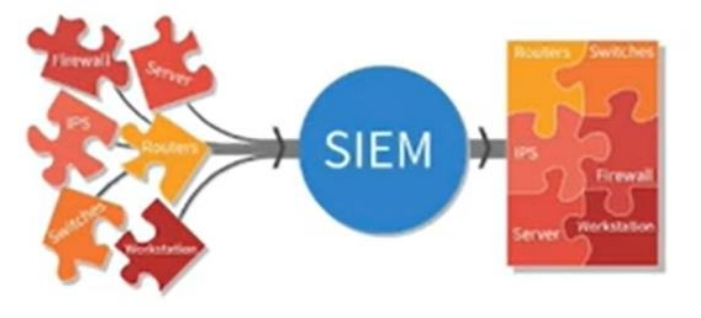 Firewall
Server
IPS
Routers
Switches
Workstation
SIEM
Routers Switches
IPS
Firewall
Server
Workstation